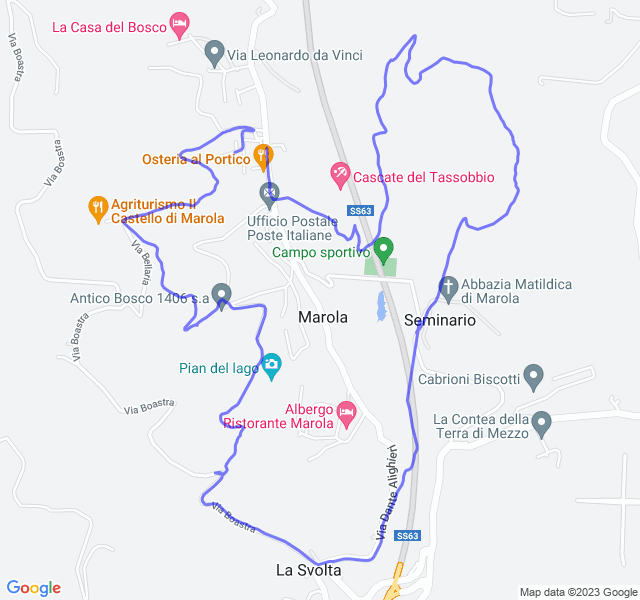 La Casa del Bosco
Via Boastra
Via Leonardo da Vinci
Via Boastra
Osteria al Portico
Cascate del Tassobbio
Agriturismo Il
Castello di Marola
SS63
Ufficio Postale
Poste Italiane
Campo sportivo
Via Bellaria
Abbazia Matildica
di Marola
Antico Bosco 1406 s.a
Marola
Seminario
Via Boastra
Pian del lago
Cabrioni Biscotti
Via Boastra
Albergo
Ristorante Marola
La Contea della
Terra di Mezzo
Via Dante Alighieri
Via Boastra
SS63
La Svolta
Google
Map data ©2023 Google